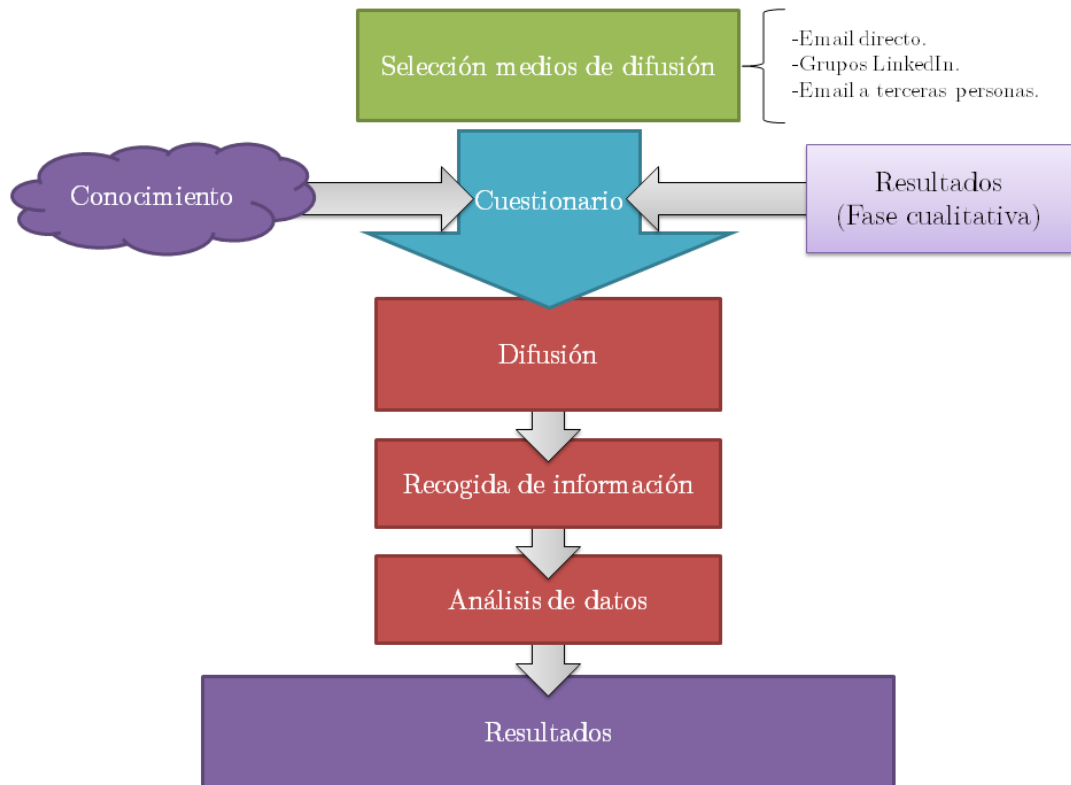 Selección medios de difusión
-Email directo.
-Grupos LinkedIn.
-Email a terceras personas.
Conocimiento
Cuestionario
Resultados
(Fase cualitativa)
Difusión
Recogida de información
Análisis de datos
Resultados